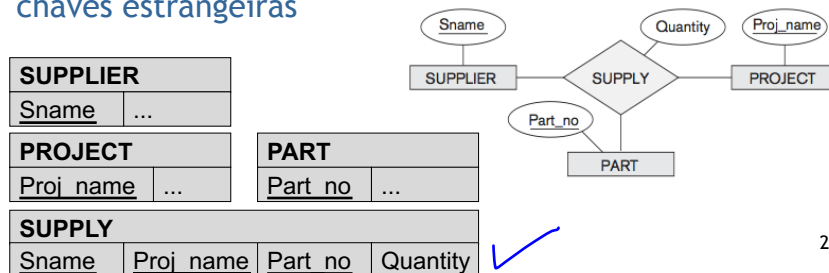 chaves estrangeiras
Sname
Quantity
Proj_name
SUPPLIER
SUPPLY
PROJECT
Part_no
PART
SUPPLIER
Sname ...
PROJECT
Proj_name ...
PART
Part_no ...
SUPPLY
Sname Proj_name Part_no Quantity
2